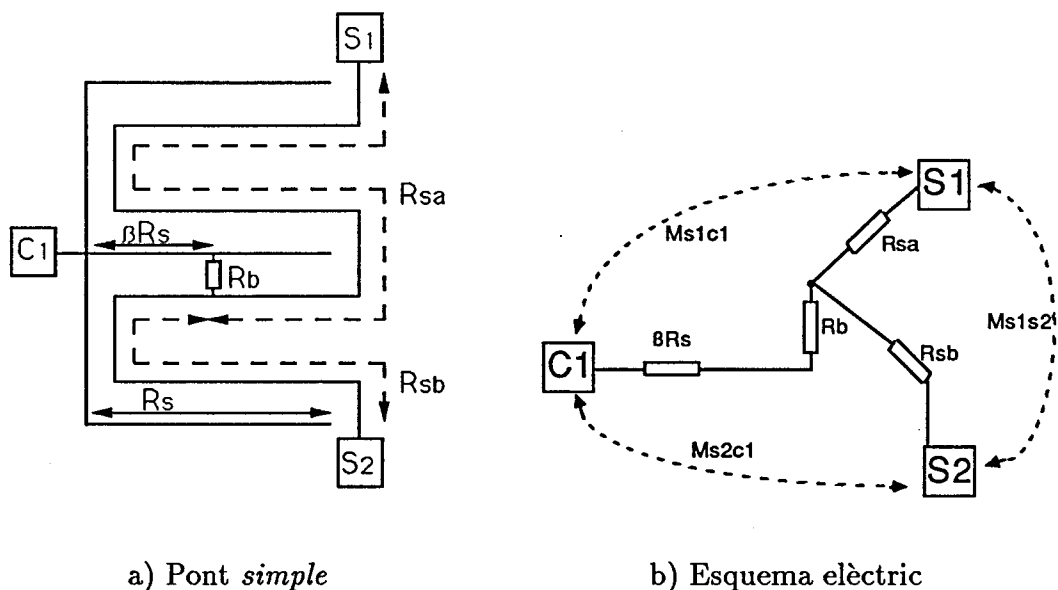 S1
Rsa
C1
βRs
Rb
Rsb
Rs
S2
a) Pont simple
S1
Ms1c1
Rsa
Ms1s2
Rb
βRs
Rsb
C1
Ms2c1
S2
b) Esquema elèctric